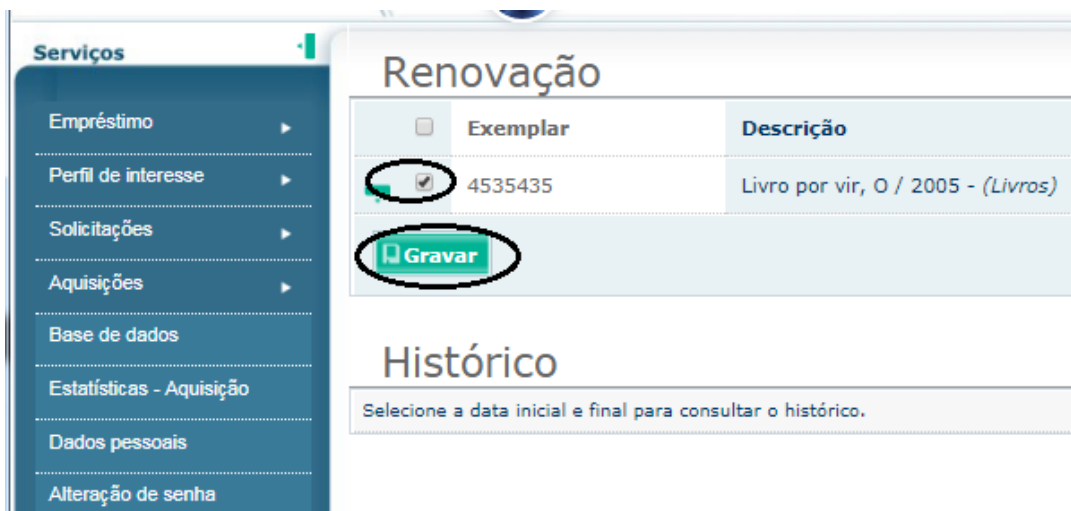 Serviços
Empréstimo
Perfil de interesse
Solicitações
Aquisições
Base de dados
Estatísticas - Aquisição
Dados pessoais
Alteração de senha
Renovação
Exemplar Descrição
4535435 Livro por vir, O / 2005 - (Livros)
Gravar
Histórico
Selecione a data inicial e final para consultar o histórico.